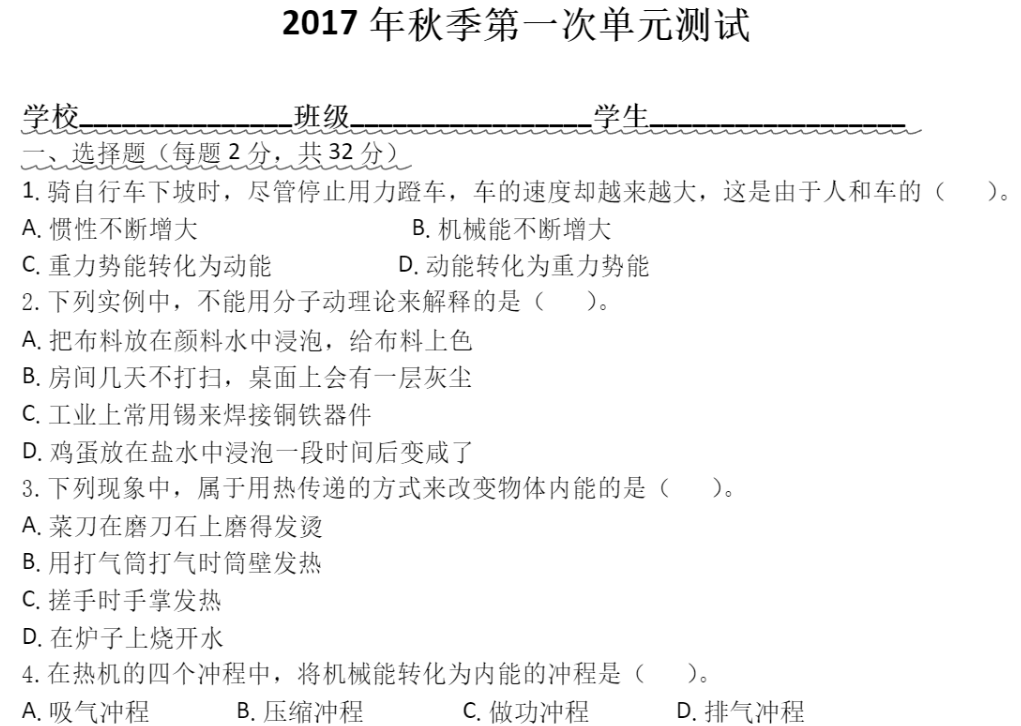 2017 年秋季第一次单元测试
学校_______________班级_________________学生__________________
一、选择题（每题 2 分，共 32 分）
1. 骑自行车下坡时，尽管停止用力蹬车，车的速度却越来越大，这是由于人和车的（　　）。
A. 惯性不断增大　　　B. 机械能不断增大
C. 重力势能转化为动能　　　D. 动能转化为重力势能
2. 下列实例中，不能用分子动理论来解释的是（　　）。
A. 把布料放在颜料水中浸泡，给布料上色
B. 房间几天不打扫，桌面上会有一层灰尘
C. 工业上常用锡来焊接铜铁器件
D. 鸡蛋放在盐水中浸泡一段时间后变咸了
3. 下列现象中，属于用热传递的方式来改变物体内能的是（　　）。
A. 菜刀在磨刀石上磨得发烫
B. 用打气筒打气时筒壁发热
C. 搓手时手掌发热
D. 在炉子上烧开水
4. 在热机的四个冲程中，将机械能转化为内能的冲程是（　　）。
A. 吸气冲程　　　B. 压缩冲程　　　C. 做功冲程　　　D. 排气冲程